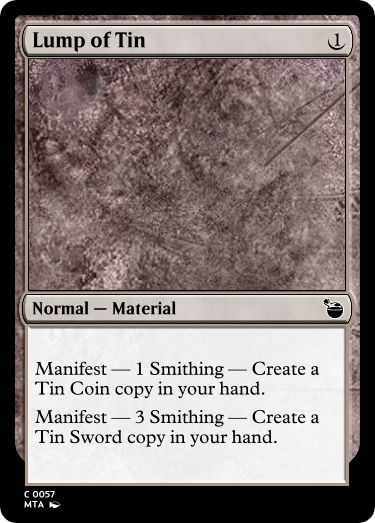 Lump of Tin 1
Normal — Material
Manifest — 1 Smithing — Create a
Tin Coin copy in your hand.
Manifest — 3 Smithing — Create a
Tin Sword copy in your hand.
C 0057
MTA